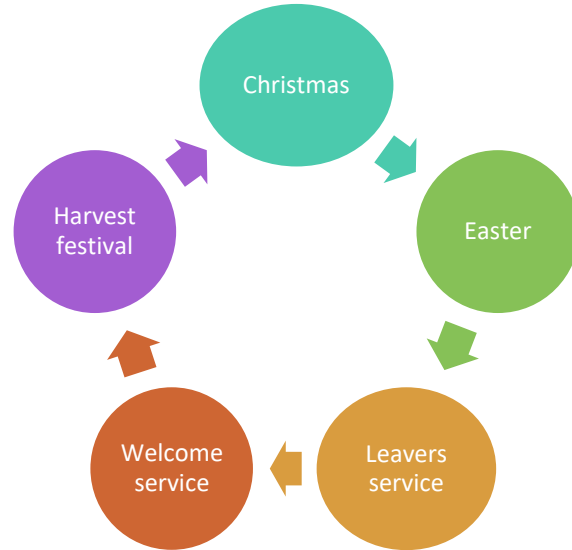 Christmas
Easter
Leavers
service
Welcome
service
Harvest
festival